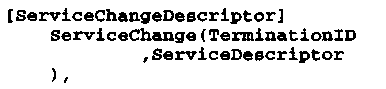 [ServiceChangeDescriptor]
ServiceChange(TerminationID
,ServiceDescriptor
),